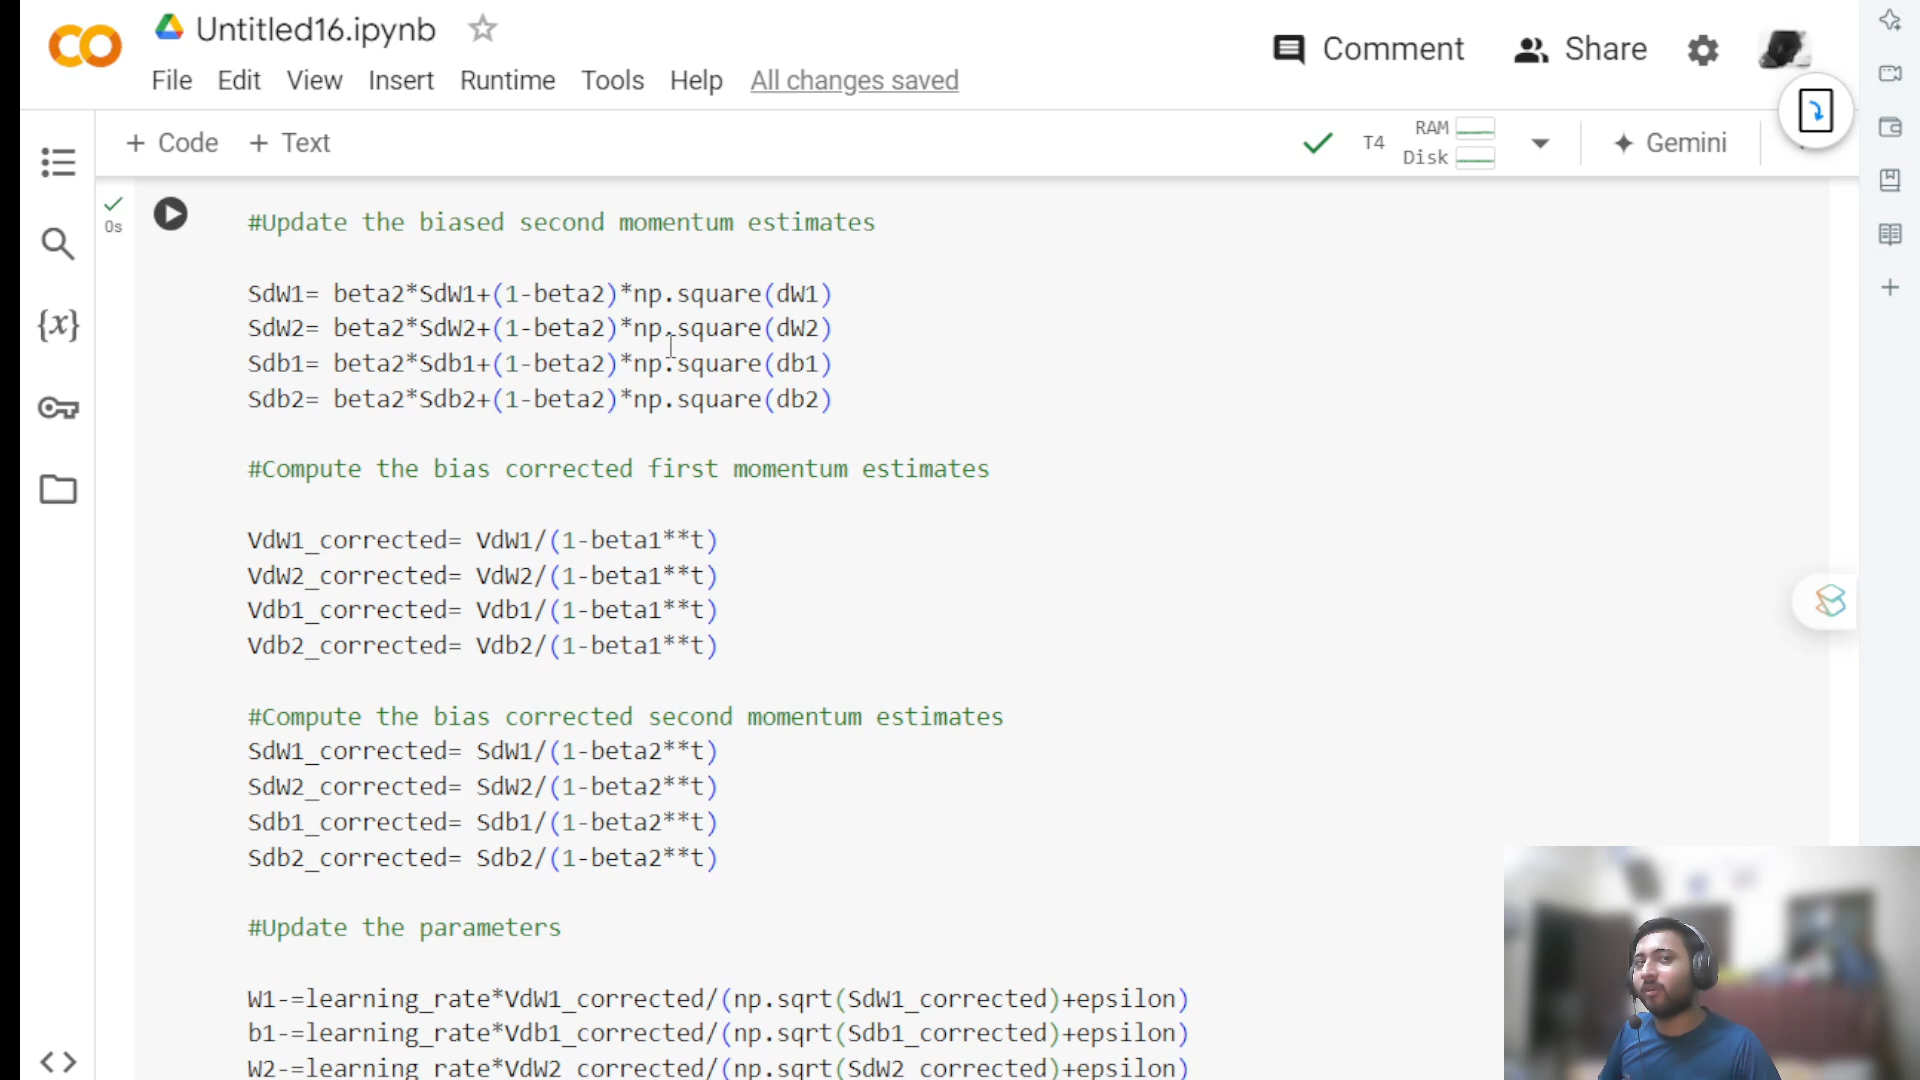 Untitled16.ipynb
Comment
Share
File Edit View Insert Runtime Tools Help All changes saved
+ Code + Text
T4
RAM
Disk
Gemini
0s
#Update the biased second momentum estimates
SdW1= beta2*SdW1+(1-beta2)*np.square(dW1)
SdW2= beta2*SdW2+(1-beta2)*np.square(dW2)
Sdb1= beta2*Sdb1+(1-beta2)*np.square(db1)
Sdb2= beta2*Sdb2+(1-beta2)*np.square(db2)
#Compute the bias corrected first momentum estimates
VdW1_corrected= VdW1/(1-beta1**t)
VdW2_corrected= VdW2/(1-beta1**t)
Vdb1_corrected= Vdb1/(1-beta1**t)
Vdb2_corrected= Vdb2/(1-beta1**t)
#Compute the bias corrected second momentum estimates
SdW1_corrected= SdW1/(1-beta2**t)
SdW2_corrected= SdW2/(1-beta2**t)
Sdb1_corrected= Sdb1/(1-beta2**t)
Sdb2_corrected= Sdb2/(1-beta2**t)
#Update the parameters
W1-=learning_rate*VdW1_corrected/(np.sqrt(SdW1_corrected)+epsilon)
b1-=learning_rate*Vdb1_corrected/(np.sqrt(Sdb1_corrected)+epsilon)
W2-=learning_rate*VdW2_corrected/(np.sqrt(SdW2_corrected)+epsilon)